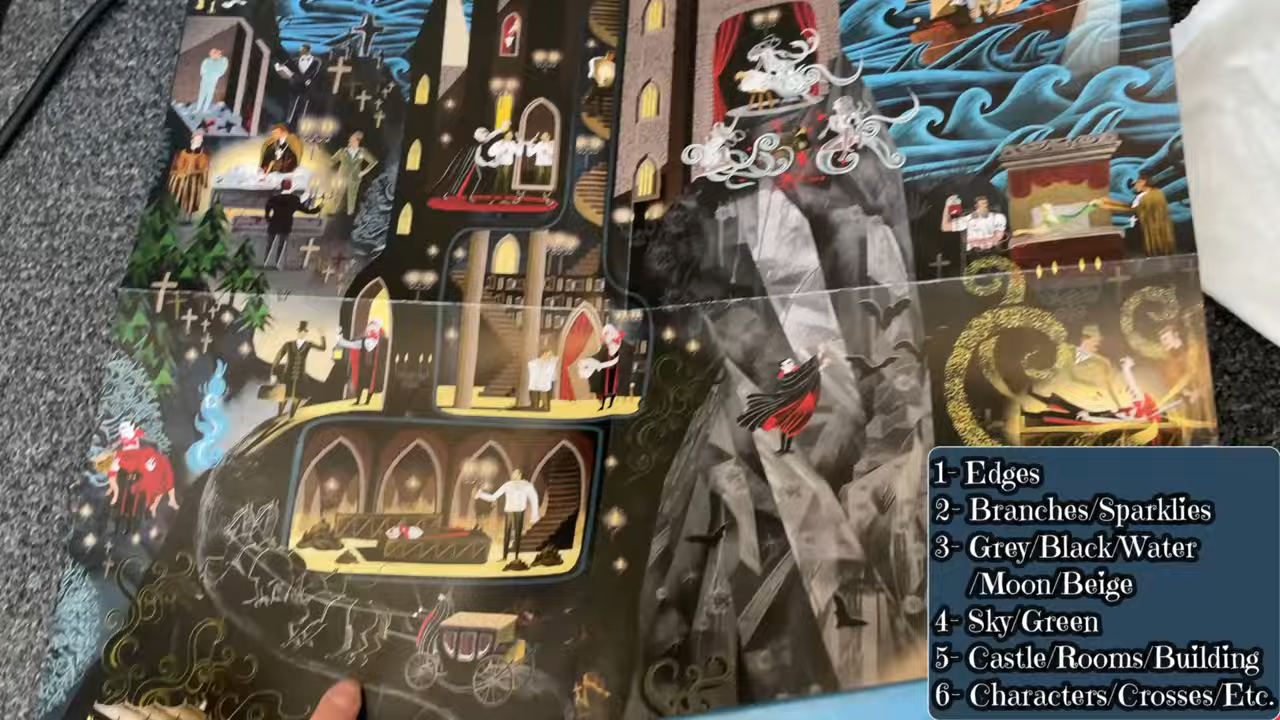 1- Edges
2- Branches/Sparklies
3- Grey/Black/Water
/Moon/Beige
4- Sky/Green
5- Castle/Rooms/Building
6- Characters/Crosses/Etc.